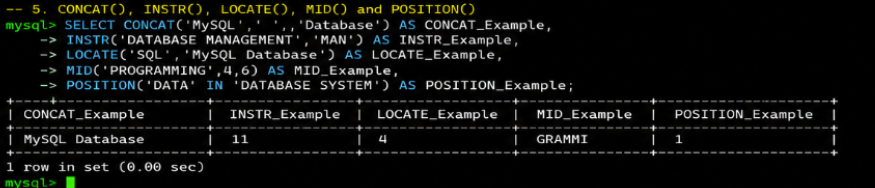 -- 5. CONCAT(), INSTR(), LOCATE(), MID() and POSITION()
mysql> SELECT CONCAT('MySQL',' ',,'Database') AS CONCAT_Example,
    -> INSTR('DATABASE MANAGEMENT','MAN') AS INSTR_Example,
    -> LOCATE('SQL','MySQL Database') AS LOCATE_Example,
    -> MID('PROGRAMMING',4,6) AS MID_Example,
    -> POSITION('DATA' IN 'DATABASE SYSTEM') AS POSITION_Example;
| CONCAT_Example | INSTR_Example | LOCATE_Example | MID_Example | POSITION_Example |
| MySQL Database | 11 | 4 | GRAMMI | 1 |
1 row in set (0.00 sec)
mysql>